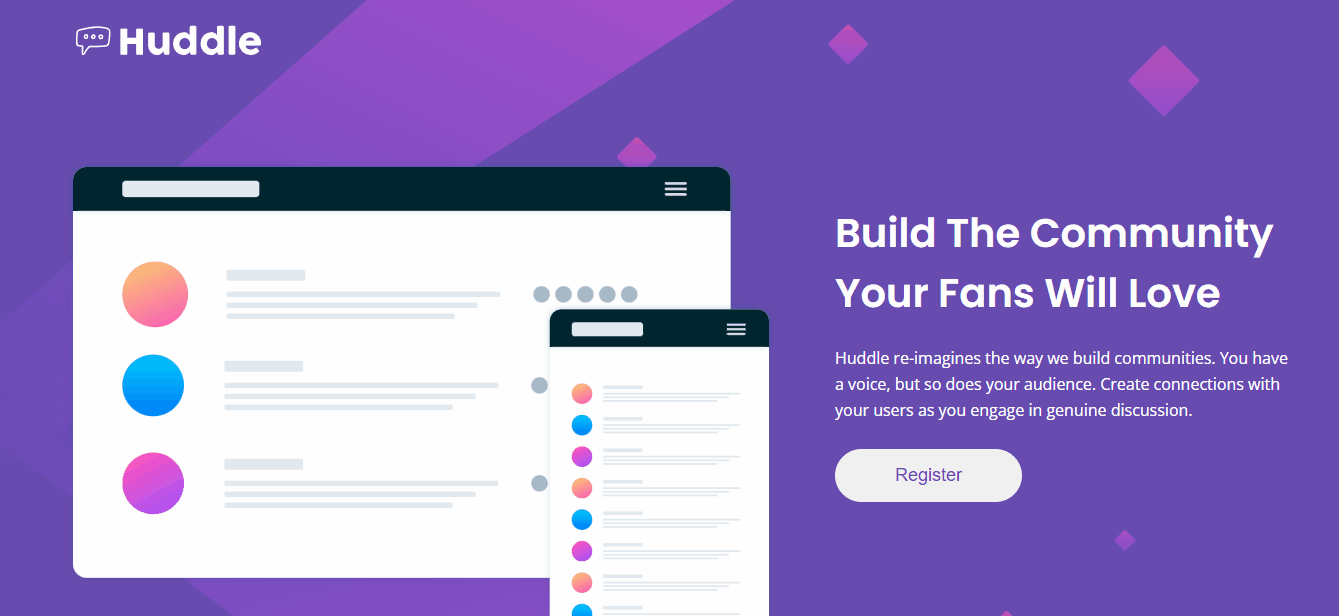 Huddle
Build The Community
Your Fans Will Love
Huddle re-imagines the way we build communities. You have
a voice, but so does your audience. Create connections with
your users as you engage in genuine discussion.
Register